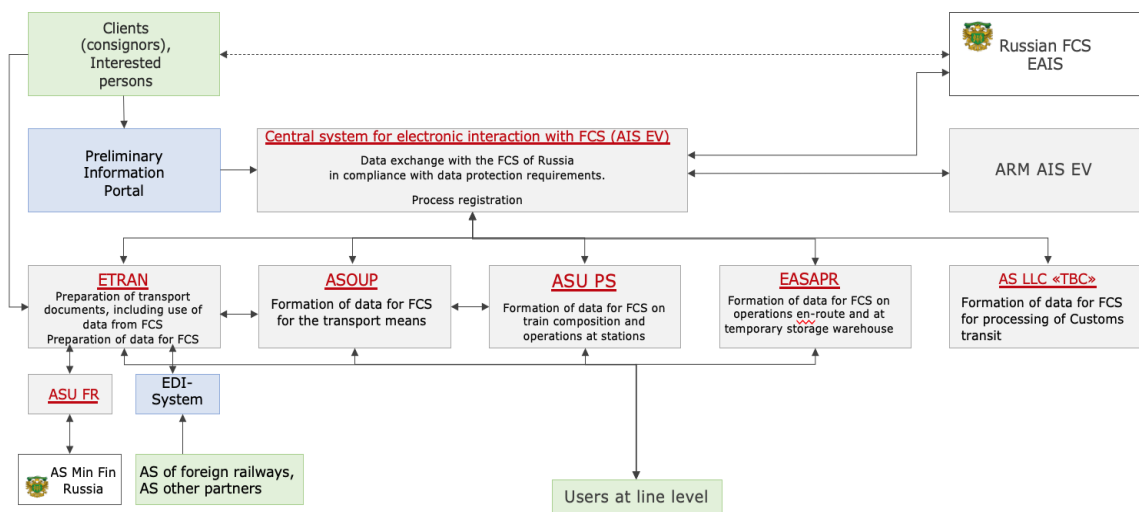 Clients
(consignors),
Interested
persons
Russian FCS
EAIS
Preliminary
Information
Portal
Central system for electronic interaction with FCS (AIS EV)
Data exchange with the FCS of Russia
in compliance with data protection requirements.
Process registration
ARM AIS EV
ETRAN
Preparation of transport
documents, including use of
data from FCS
Preparation of data for FCS
ASOUP
Formation of data for FCS
for the transport means
ASU PS
Formation of data for FCS on
train composition and
operations at stations
EASAPR
Formation of data for FCS on
operations en-route and at
temporary storage warehouse
AS LLC «TBC»
Formation of data for FCS
for processing of Customs
transit
ASU FR
EDI-
System
AS Min Fin
Russia
AS of foreign railways,
AS other partners
Users at line level